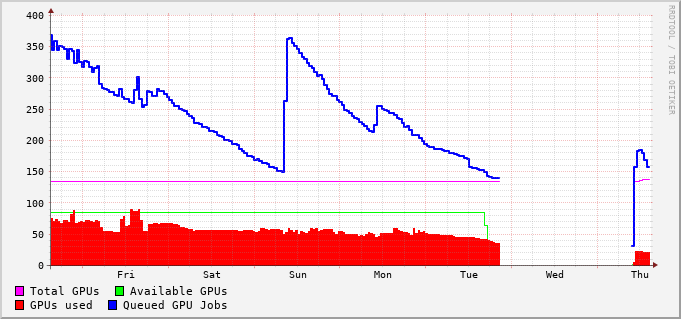 400
350
300
250
200
150
100
50
0
Fri Sat Sun Mon Tue Wed Thu
Total GPUs Available GPUs
GPUs used Queued GPU Jobs
RRDTOOL / TOBI OETIKER